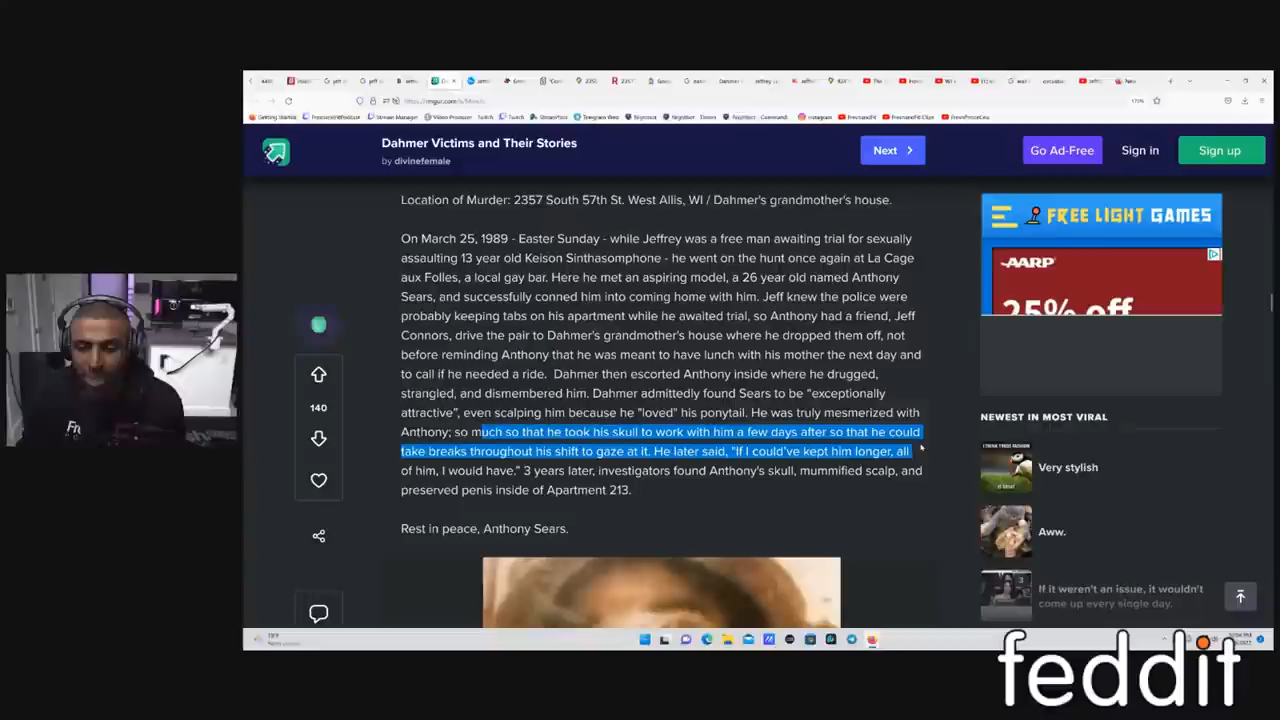 Dahmer Victims and Their Stories
by divinefemale
Next
Go Ad-Free
Sign in
Sign up
Location of Murder: 2357 South 57th St. West Allis, WI / Dahmer's grandmother's house.
On March 25, 1989 - Easter Sunday - while Jeffrey was a free man awaiting trial for sexually
assaulting 13 year old Keison Sinthasomphone - he went on the hunt once again at La Cage
aux Folles, a local gay bar. Here he met an aspiring model, a 26 year old named Anthony
Sears, and successfully conned him into coming home with him. Jeff knew the police were
probably keeping tabs on his apartment while he awaited trial, so Anthony had a friend, Jeff
Connors, drive the pair to Dahmer's grandmother's house where he dropped them off, not
before reminding Anthony that he was meant to have lunch with his mother the next day and
to call if he needed a ride. Dahmer then escorted Anthony inside where he drugged,
strangled, and dismembered him. Dahmer admittedly found Sears to be “exceptionally
attractive”, even scalping him because he "loved" his ponytail. He was truly mesmerized with
Anthony; so much so that he took his skull to work with him a few days after so that he could
take breaks throughout his shift to gaze at it. He later said, "If I could've kept him longer, all
of him, I would have." 3 years later, investigators found Anthony's skull, mummified scalp, and
preserved penis inside of Apartment 213.
Rest in peace, Anthony Sears.
140
FREE LIGHT GAMES
AARP
25% off
NEWEST IN MOST VIRAL
Very stylish
Aww.
If it weren't an issue, it wouldn't
come up every single day.
feddit